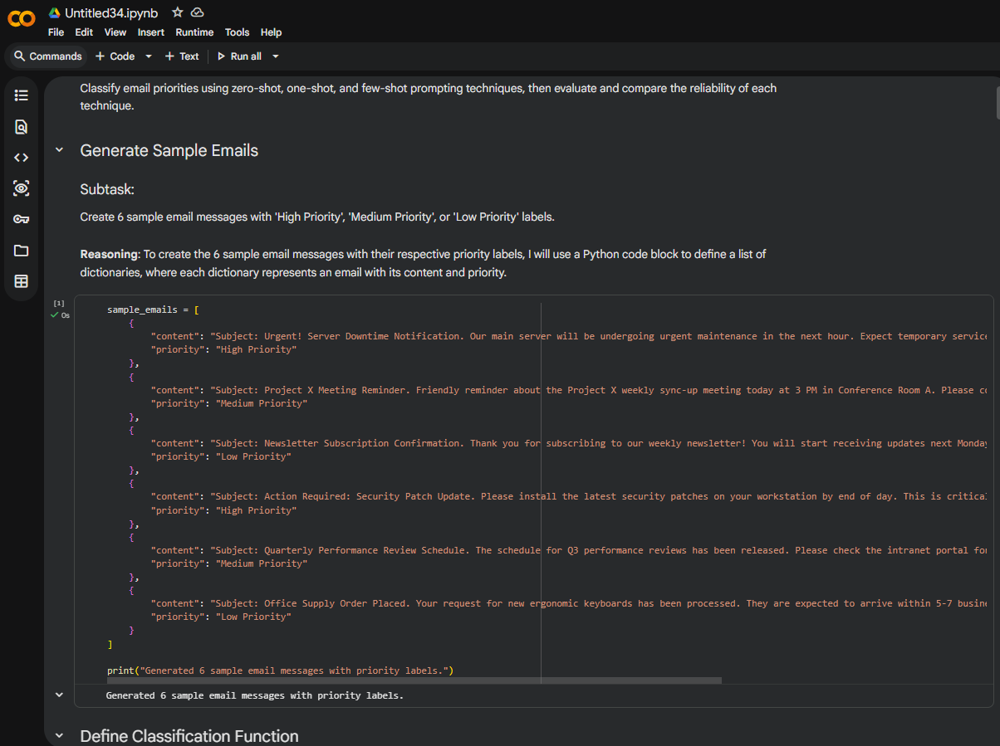 Untitled34.ipynb
File Edit View Insert Runtime Tools Help
Commands + Code + Text Run all
Classify email priorities using zero-shot, one-shot, and few-shot prompting techniques, then evaluate and compare the reliability of each
technique.
Generate Sample Emails
Subtask:
Create 6 sample email messages with 'High Priority', 'Medium Priority', or 'Low Priority' labels.
Reasoning: To create the 6 sample email messages with their respective priority labels, I will use a Python code block to define a list of
dictionaries, where each dictionary represents an email with its content and priority.
[1]
0s
sample_emails = [
{
"content": "Subject: Urgent! Server Downtime Notification. Our main server will be undergoing urgent maintenance in the next hour. Expect temporary service
"priority": "High Priority"
},
{
"content": "Subject: Project X Meeting Reminder. Friendly reminder about the Project X weekly sync-up meeting today at 3 PM in Conference Room A. Please
"priority": "Medium Priority"
},
{
"content": "Subject: Newsletter Subscription Confirmation. Thank you for subscribing to our weekly newsletter! You will start receiving updates next Monday
"priority": "Low Priority"
},
{
"content": "Subject: Action Required: Security Patch Update. Please install the latest security patches on your workstation by end of day. This is critical
"priority": "High Priority"
},
{
"content": "Subject: Quarterly Performance Review Schedule. The schedule for Q3 performance reviews has been released. Please check the intranet portal for
"priority": "Medium Priority"
},
{
"content": "Subject: Office Supply Order Placed. Your request for new ergonomic keyboards has been processed. They are expected to arrive within 5-7
"priority": "Low Priority"
}
]
print("Generated 6 sample email messages with priority labels.")
Generated 6 sample email messages with priority labels.
Define Classification Function